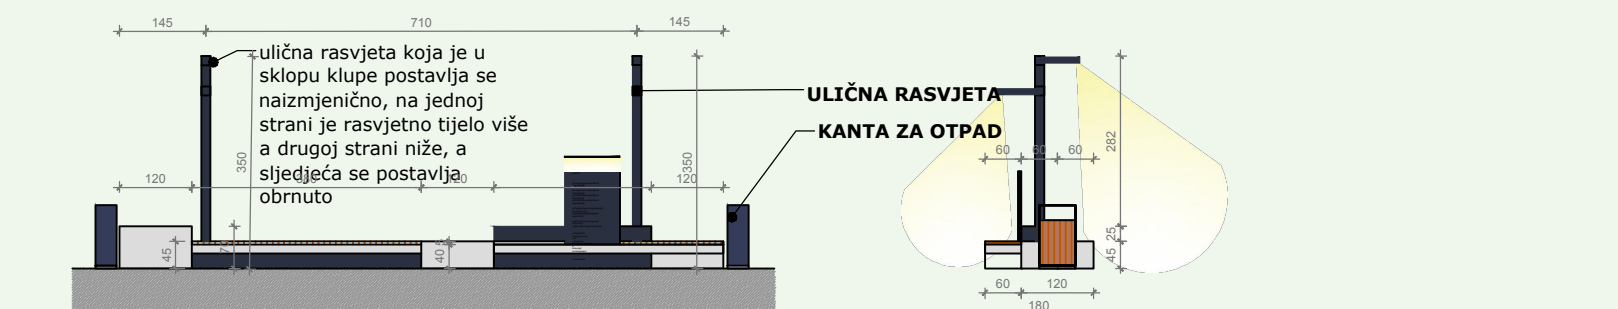 145 710 145
ulična rasvjeta koja je u
sklopu klupe postavlja se
naizmjenično, na jednoj
strani je rasvjetno tijelo više
a drugoj strani niže, a
sljedjeća se postavlja
obrnuto
ULIČNA RASVJETA
KANTA ZA OTPAD
350
350
120 120 120
45
40
60 60 60
282
25
45
60 120
180